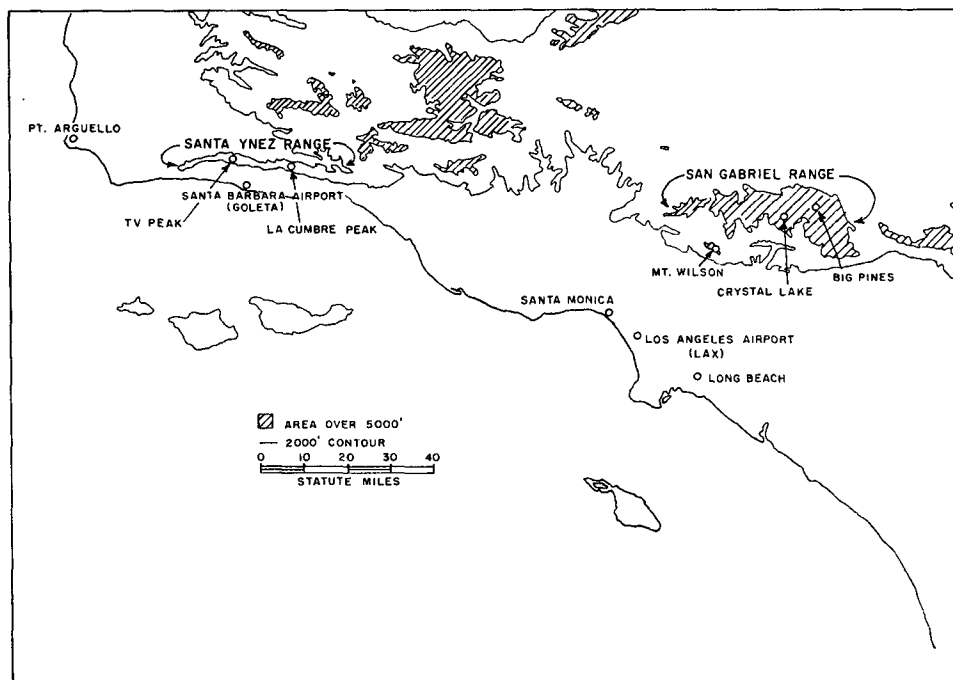 PT. ARGUELLO
SANTA YNEZ RANGE
SANTA BARBARA AIRPORT
(GOLETA)
TV PEAK
LA CUMBRE PEAK
SAN GABRIEL RANGE
MT. WILSON
BIG PINES
CRYSTAL LAKE
SANTA MONICA
LOS ANGELES AIRPORT
(LAX)
LONG BEACH
AREA OVER 5000'
2000' CONTOUR
0 10 20 30 40
STATUTE MILES